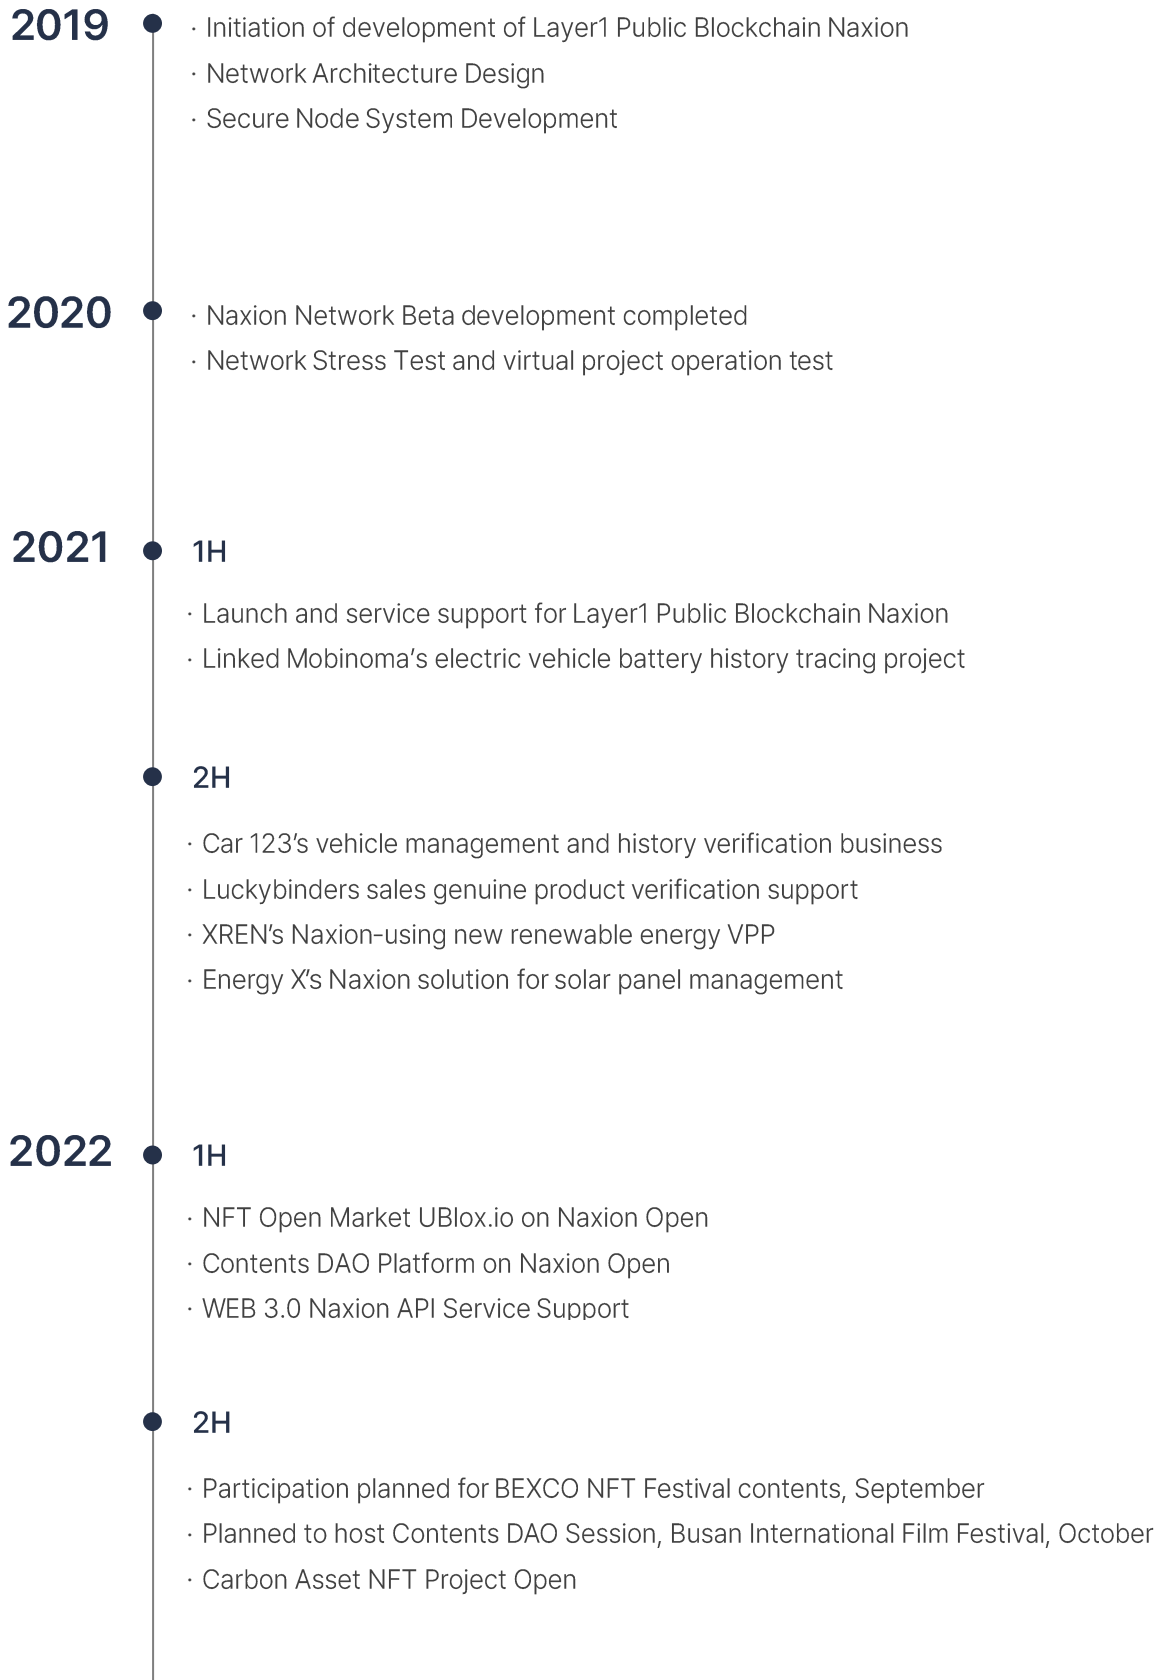 2019
· Initiation of development of Layer1 Public Blockchain Naxion
· Network Architecture Design
· Secure Node System Development
2020
· Naxion Network Beta development completed
· Network Stress Test and virtual project operation test
2021
1H
· Launch and service support for Layer1 Public Blockchain Naxion
· Linked Mobinoma’s electric vehicle battery history tracing project
2H
· Car 123’s vehicle management and history verification business
· Luckybinders sales genuine product verification support
· XREN’s Naxion-using new renewable energy VPP
· Energy X’s Naxion solution for solar panel management
2022
1H
· NFT Open Market UBlox.io on Naxion Open
· Contents DAO Platform on Naxion Open
· WEB 3.0 Naxion API Service Support
2H
· Participation planned for BEXCO NFT Festival contents, September
· Planned to host Contents DAO Session, Busan International Film Festival, October
· Carbon Asset NFT Project Open